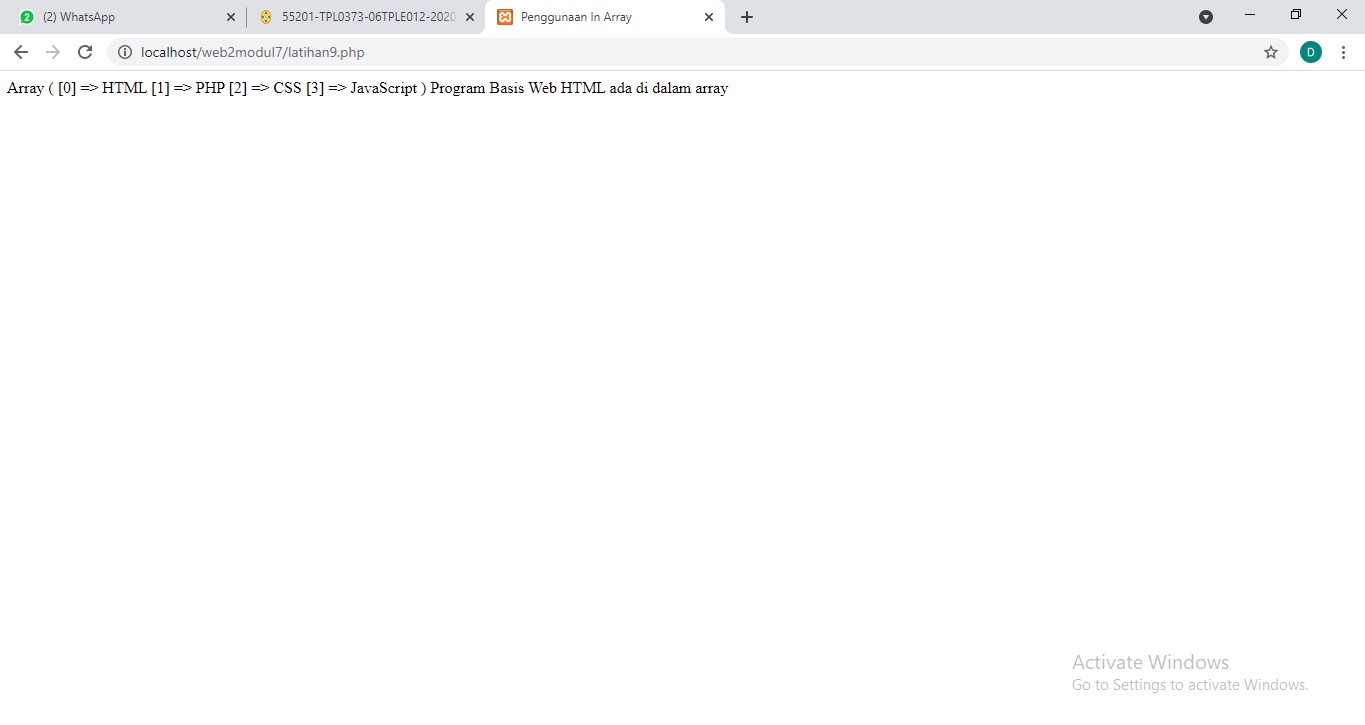 2 (2) WhatsApp
55201-TPL0373-06TPLE012-2020
Penggunaan In Array
localhost/web2modul7/latihan9.php
D
Array ( [0] => HTML [1] => PHP [2] => CSS [3] => JavaScript ) Program Basis Web HTML ada di dalam array
Activate Windows
Go to Settings to activate Windows.